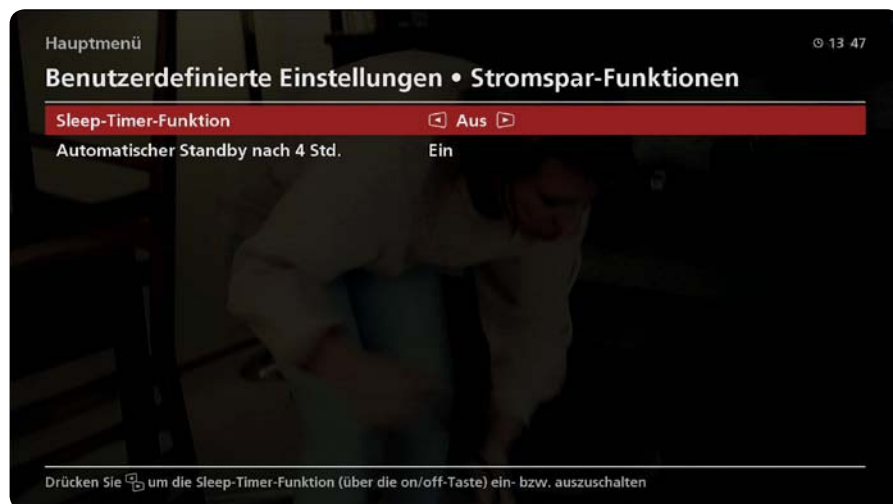 Hauptmenü
13 47
Benutzerdefinierte Einstellungen • Stromspar-Funktionen
Sleep-Timer-Funktion Aus
Automatischer Standby nach 4 Std. Ein
Drücken Sie um die Sleep-Timer-Funktion (über die on/off-Taste) ein- bzw. auszuschalten